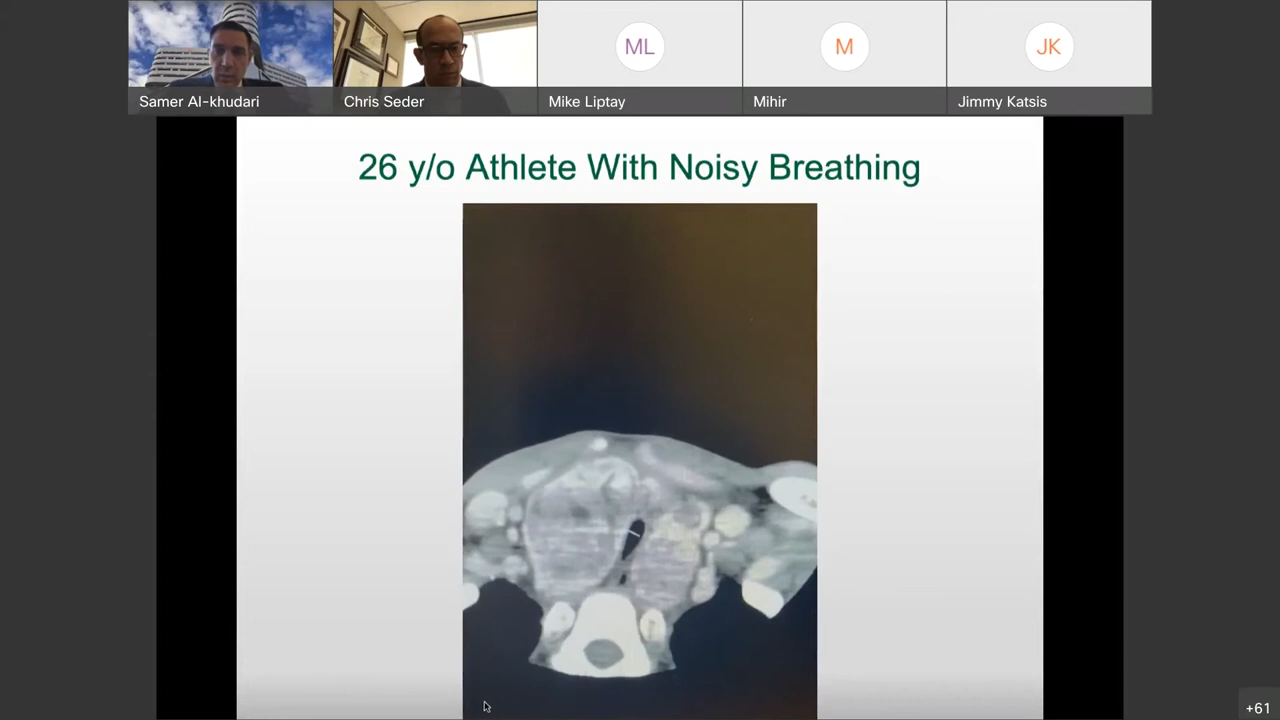 ML
M
JK
Samer Al-khudari
Chris Seder
Mike Liptay
Mihir
Jimmy Katsis
26 y/o Athlete With Noisy Breathing
+61